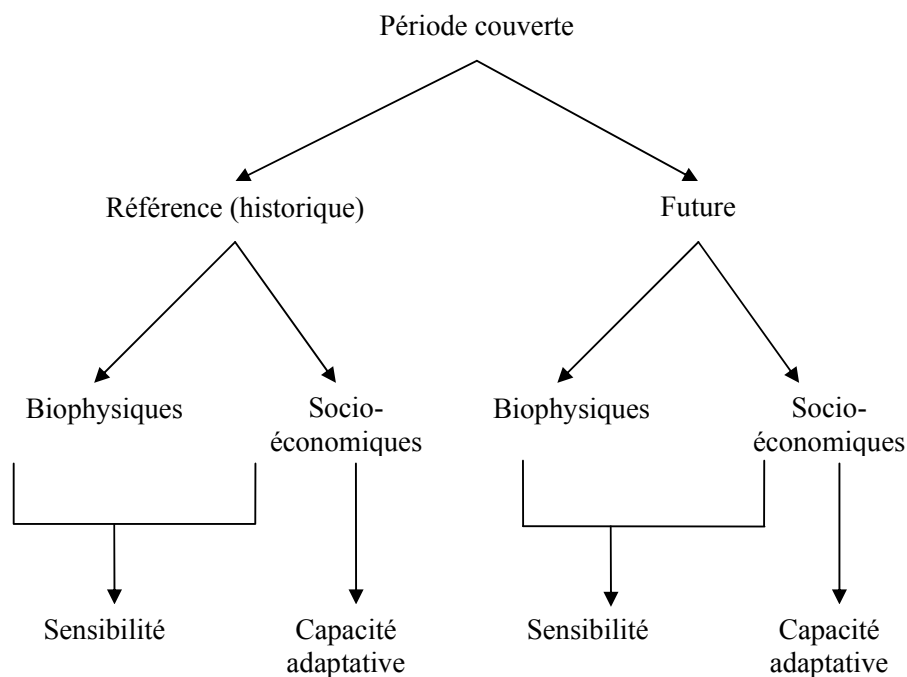 Période couverte
Référence (historique)
Future
Biophysiques
Socio-
économiques
Biophysiques
Socio-
économiques
Sensibilité
Capacité
adaptative
Sensibilité
Capacité
adaptative